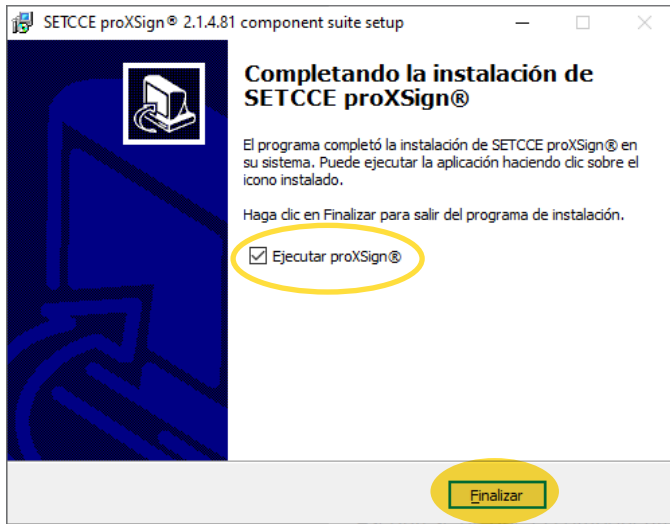 SETCCE proXSign® 2.1.4.81 component suite setup
Completando la instalación de
SETCCE proXSign®
El programa completó la instalación de SETCCE proXSign® en
su sistema. Puede ejecutar la aplicación haciendo clic sobre el
icono instalado.
Haga clic en Finalizar para salir del programa de instalación.
Ejecutar proXSign®
Finalizar